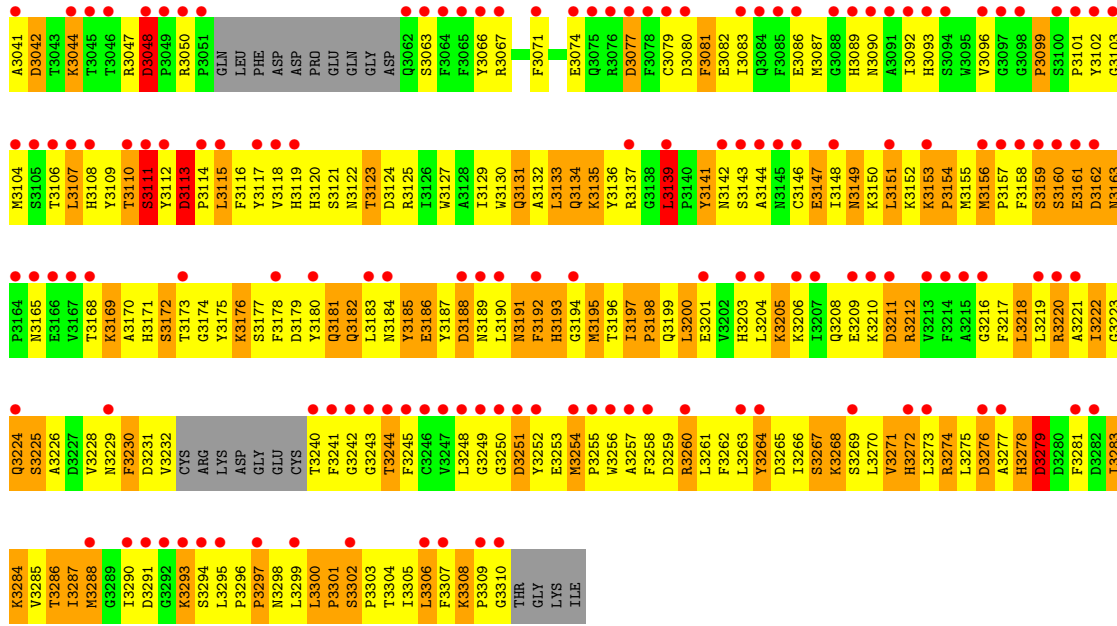 A3041 D3042 T3043 K3044 T3045 T3046 R3047 D3048 P3049 R3050 P3051 GLN LEU PHE ASP ASP PRO GLU GLN GLY ASP Q3062 S3063 F3064 F3065 Y3066 R3067 F3071 E3074 Q3075 R3076 D3077 F3078 C3079 D3080 F3081 E3082 E3083 Q3084 F3085 E3086 M3087 G3088 H3089 N3090 A3091 I3092 H3093 S3094 W3095 V3096 G3097 G3098 P3099 S3100 P3101 Y3102 G3103
M3104 S3105 T3106 L3107 H3108 Y3109 T3110 S3111 Y3112 D3113 P3114 L3115 F3116 Y3117 V3118 H3119 H3120 S3121 N3122 T3123 D3124 R3125 I3126 W3127 A3128 I3129 W3130 Q3131 A3132 L3133 Q3134 K3135 Y3136 R3137 G3138 L3139 P3140 Y3141 N3142 S3143 A3144 N3145 C3146 E3147 I3148 N3149 K3150 L3151 K3152 K3153 P3154 M3155 M3156 P3157 F3158 S3159 S3160 E3161 D3162 N3163
P3164 N3165 E3166 V3167 T3168 K3169 A3170 H3171 S3172 T3173 G3174 Y3175 K3176 S3177 F3178 D3179 Y3180 Q3181 Q3182 L3183 N3184 Y3185 E3186 Y3187 D3188 N3189 L3190 N3191 F3192 H3193 G3194 M3195 T3196 I3197 P3198 Q3199 L3200 E3201 V3202 H3203 L3204 K3205 K3206 I3207 Q3208 E3209 K3210 D3211 R3212 V3213 F3214 A3215 G3216 F3217 L3218 L3219 R3220 A3221 I3222 G3223
Q3224 S3225 A3226 D3227 V3228 N3229 F3230 D3231 V3232 CYS ARG LYS ASP GLY GLU CYS T3240 F3241 G3242 G3243 T3244 F3245 C3246 V3247 L3248 G3249 G3250 D3251 Y3252 E3253 M3254 P3255 W3256 A3257 F3258 D3259 R3260 L3261 F3262 L3263 Y3264 D3265 I3266 S3267 K3268 S3269 L3270 V3271 H3272 L3273 R3274 L3275 D3276 A3277 H3278 D3279 D3280 F3281 D3282 I3283
K3284 V3285 T3286 I3287 M3288 G3289 I3290 D3291 G3292 K3293 S3294 L3295 P3296 P3297 N3298 L3299 L3300 P3301 S3302 P3303 T3304 I3305 L3306 F3307 K3308 P3309 G3310 THR GLY LYS ILE